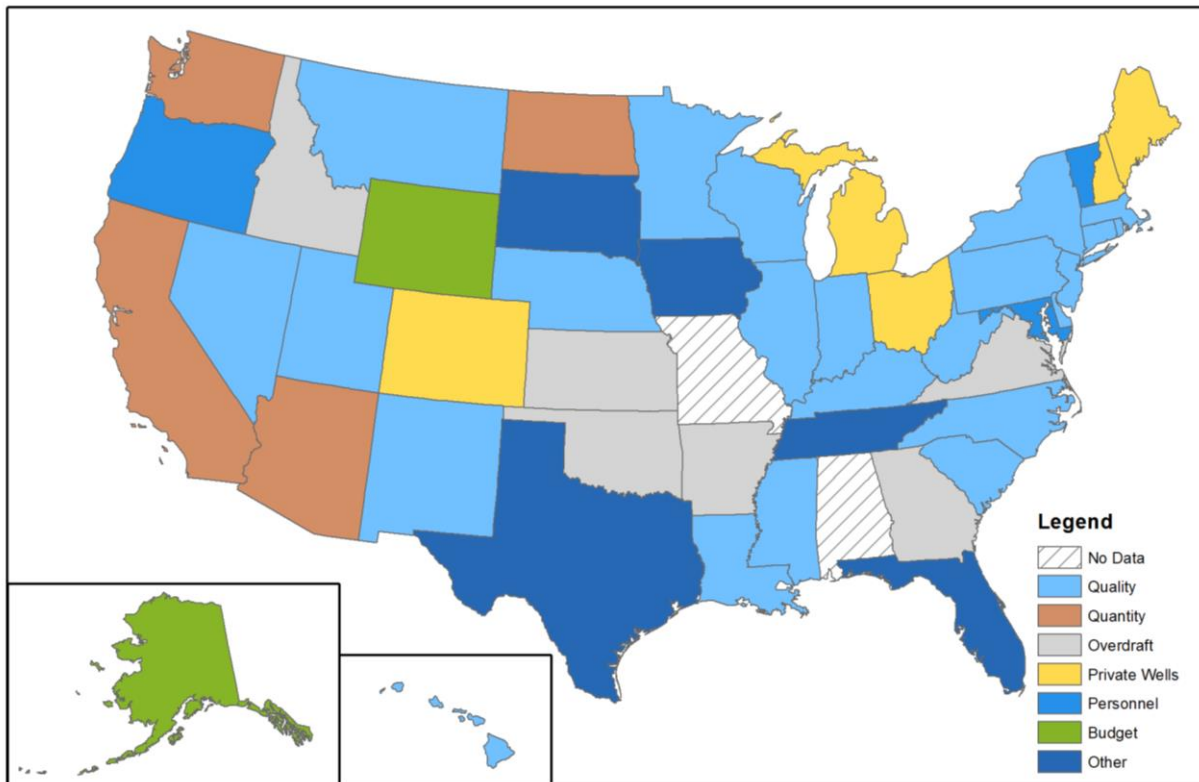 Legend
No Data
Quality
Quantity
Overdraft
Private Wells
Personnel
Budget
Other